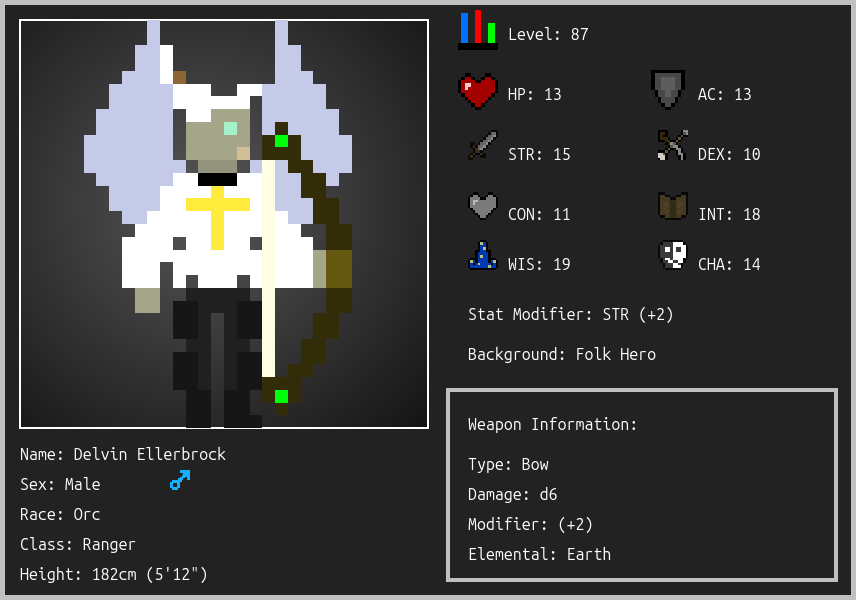 Level: 87
HP: 13
AC: 13
STR: 15
DEX: 10
CON: 11
INT: 18
WIS: 19
CHA: 14
Stat Modifier: STR (+2)
Background: Folk Hero
Weapon Information:
Type: Bow
Damage: d6
Modifier: (+2)
Elemental: Earth
Name: Delvin Ellerbrock
Sex: Male
Race: Orc
Class: Ranger
Height: 182cm (5'12")